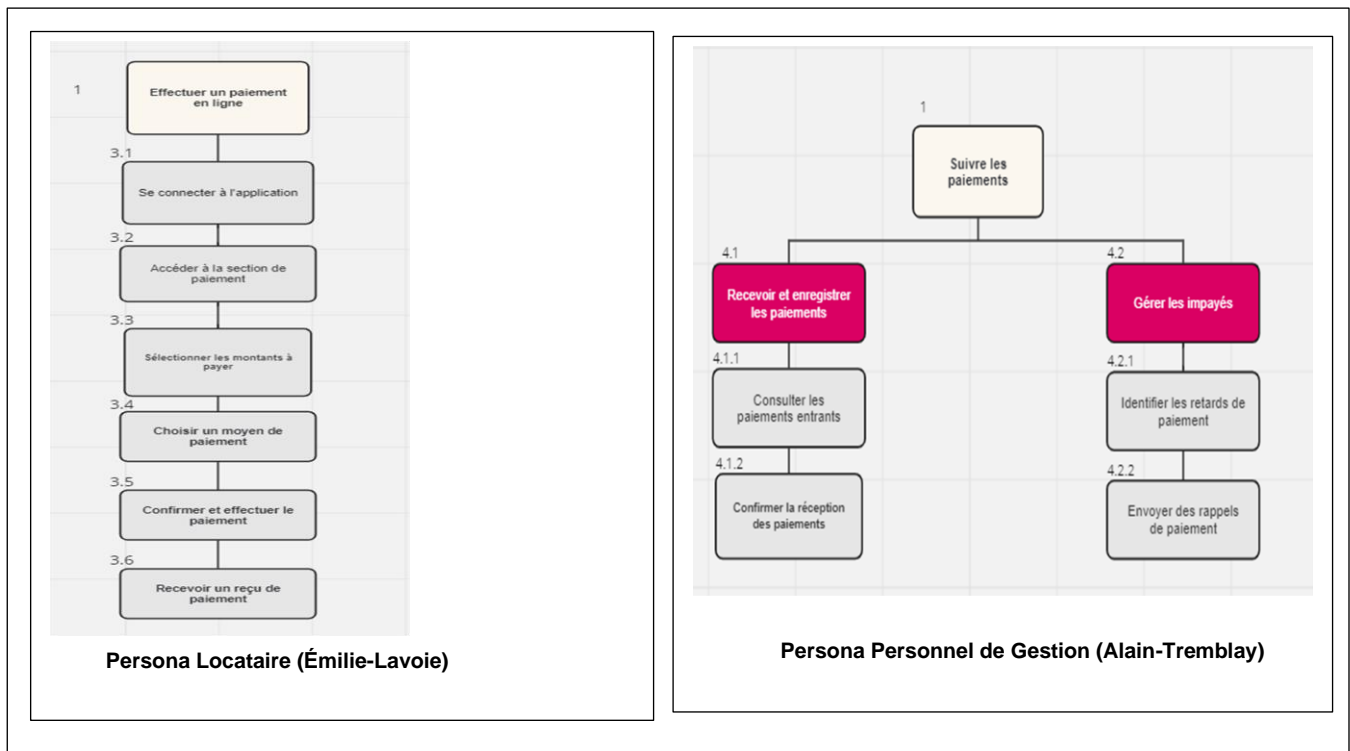 1
Effectuer un paiement
en ligne
3.1
Se connecter à l'application
3.2
Accéder à la section de
paiement
3.3
Sélectionner les montants à
payer
3.4
Choisir un moyen de
paiement
3.5
Confirmer et effectuer le
paiement
3.6
Recevoir un reçu de
paiement
Persona Locataire (Émilie-Lavoie)
1
Suivre les
paiements
4.1
Recevoir et enregistrer
les paiements
4.1.1
Consulter les
paiements entrants
4.1.2
Confirmer la réception
des paiements
4.2
Gérer les impayés
4.2.1
Identifier les retards de
paiement
4.2.2
Envoyer des rappels
de paiement
Persona Personnel de Gestion (Alain-Tremblay)